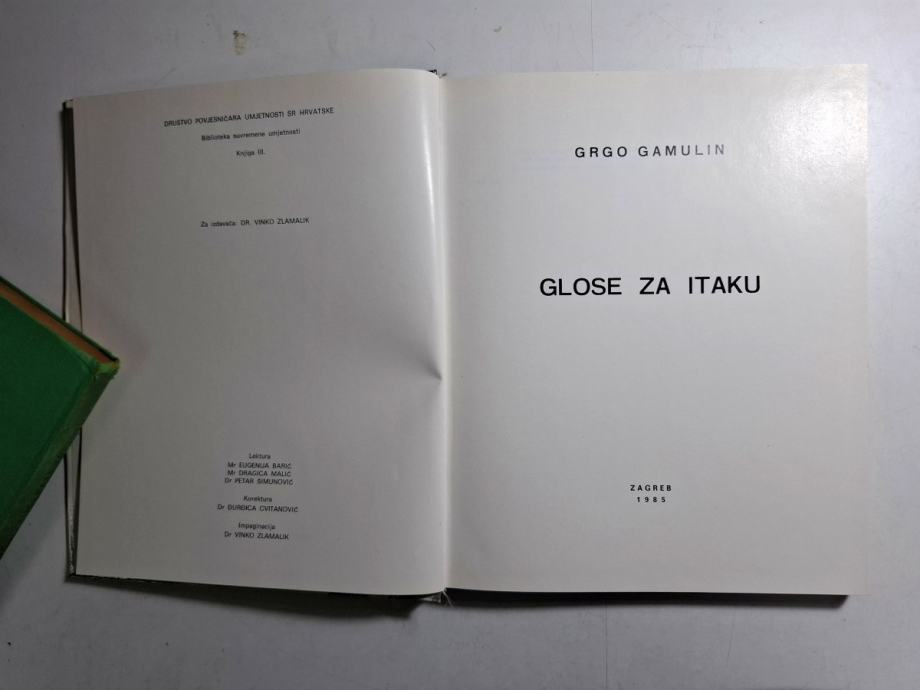 DRUŠTVO POVJESNIČARA UMJETNOSTI SR HRVATSKE
Biblioteka suvremene umjetnosti
Knjiga III.
Za izdavača: DR. VINKO ZLAMALIK
Lektura
Mr EUGENIJA BARIĆ
Mr DRAGICA MALIĆ
Dr PETAR ŠIMUNOVIĆ
Korektura
Dr ĐURĐICA CVITANOVIĆ
Impaginacija
Dr VINKO ZLAMALIK
GRGO GAMULIN
GLOSE ZA ITAKU
ZAGREB
1985